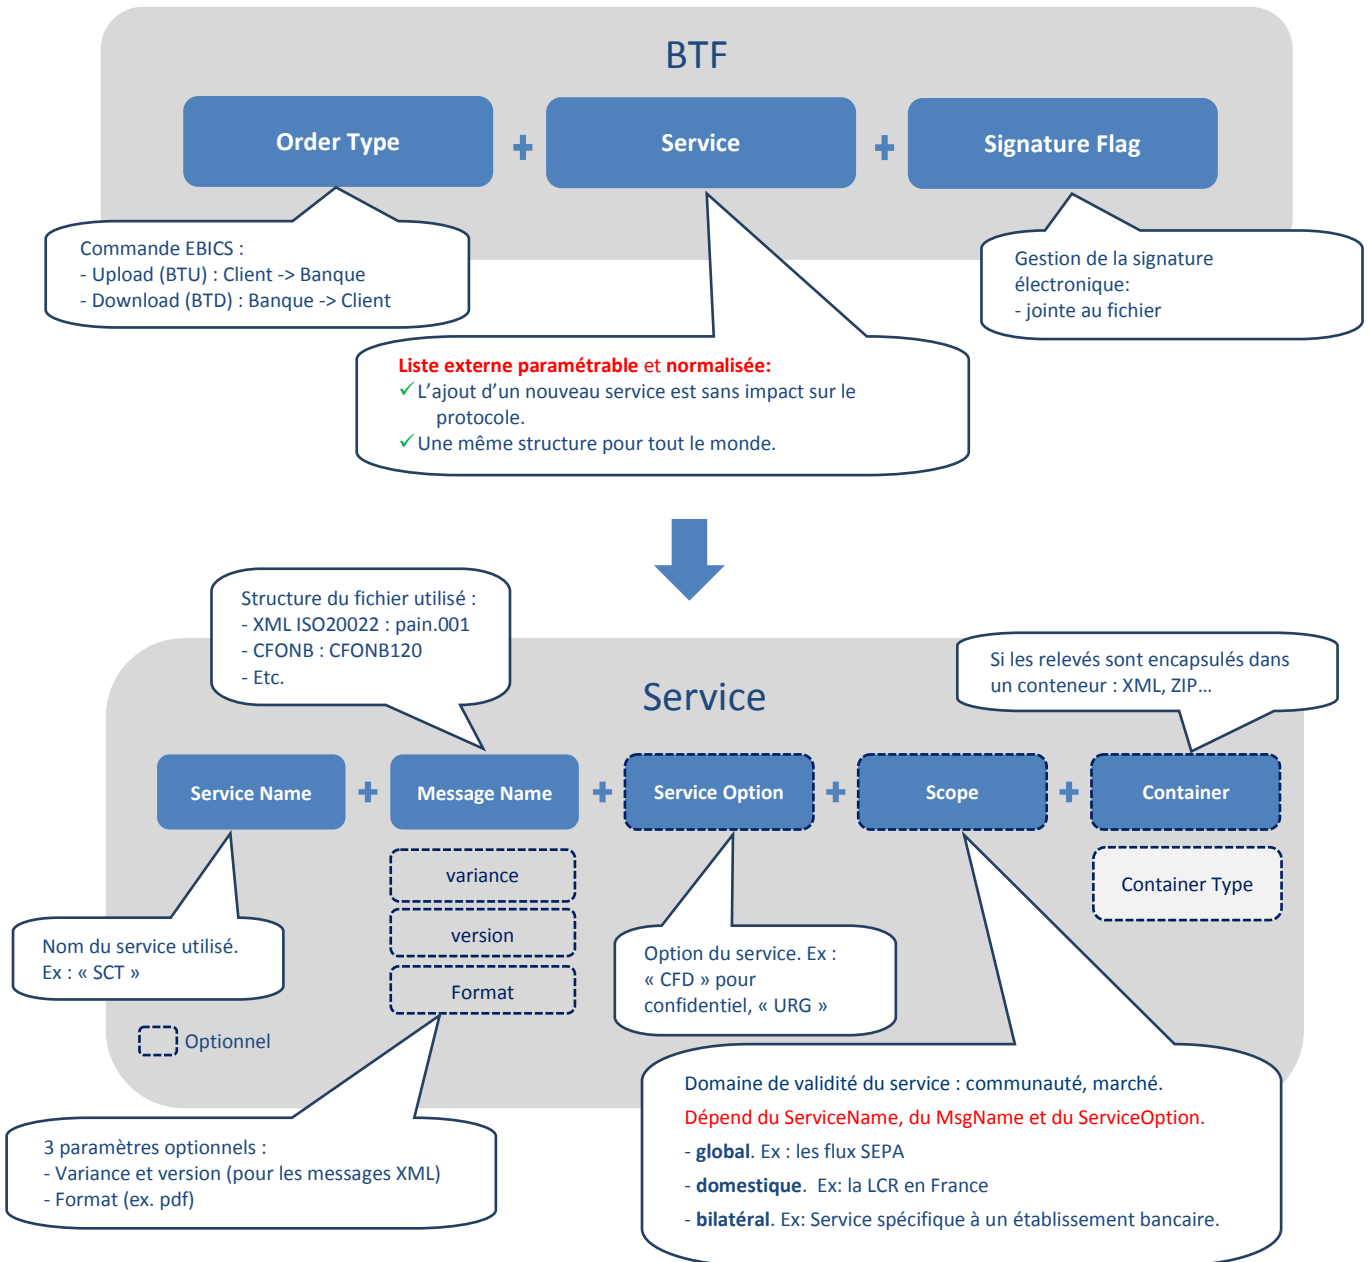 BTF
Order Type
Service
Signature Flag
Commande EBICS :
- Upload (BTU) : Client -> Banque
- Download (BTD) : Banque -> Client
Gestion de la signature
électronique:
- jointe au fichier
Liste externe paramétrable et normalisée:
✓ L'ajout d'un nouveau service est sans impact sur le
protocole.
✓ Une même structure pour tout le monde.
Structure du fichier utilisé :
- XML ISO20022 : pain.001
- CFONB : CFONB120
- Etc.
Si les relevés sont encapsulés dans
un conteneur : XML, ZIP…
Service
Service Name
Message Name
Service Option
Scope
Container
variance
version
Format
Container Type
Nom du service utilisé.
Ex : « SCT »
Option du service. Ex :
« CFD » pour
confidentiel, « URG »
Optionnel
3 paramètres optionnels :
- Variance et version (pour les messages XML)
- Format (ex. pdf)
Domaine de validité du service : communauté, marché.
Dépend du ServiceName, du MsgName et du ServiceOption.
- global. Ex : les flux SEPA
- domestique. Ex: la LCR en France
- bilatéral. Ex: Service spécifique à un établissement bancaire.